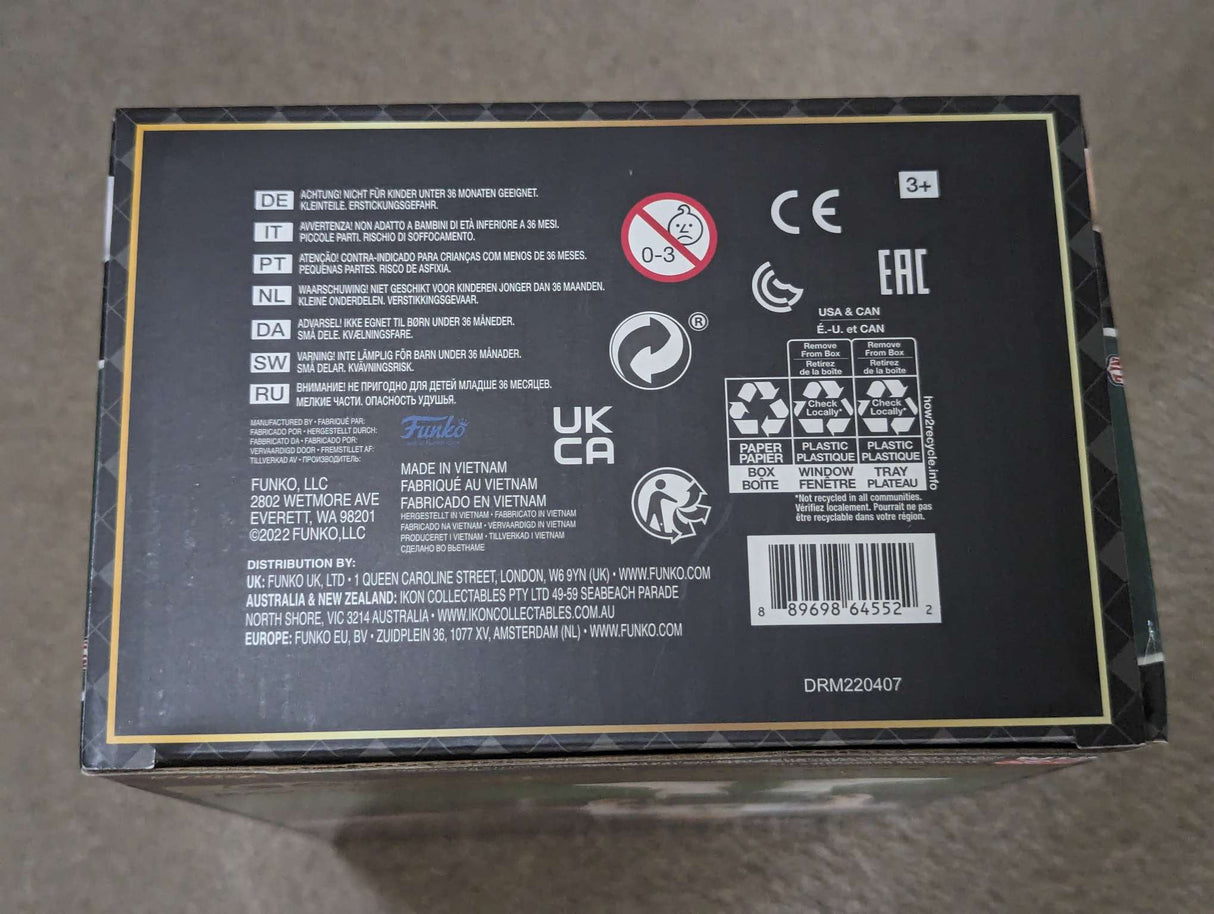 DE ACHTUNG! NICHT FÜR KINDER UNTER 36 MONATEN GEEIGNET.
KLEINTEILE. ERSTICKUNGSGEFAHR.
IT AVVERTENZA! NON ADATTO A BAMBINI DI ETÀ INFERIORE A 36 MESI.
PICCOLE PARTI. RISCHIO DI SOFFOCAMENTO.
PT ATENÇÃO! CONTRA-INDICADO PARA CRIANÇAS COM MENOS DE 36 MESES.
PEQUENAS PARTES. RISCO DE ASFIXIA.
NL WAARSCHUWING! NIET GESCHIKT VOOR KINDEREN JONGER DAN 36 MAANDEN.
KLEINE ONDERDELEN. VERSTIKKINGSGEVAAR.
DA ADVARSEL! IKKE EGNET TIL BØRN UNDER 36 MÅNEDER.
SMÅ DELE. KVÆLNINGSFARE.
SW VARNING! INTE LÄMPLIG FÖR BARN UNDER 36 MÅNADER.
SMÅ DELAR. KVÄVNINGSRISK.
RU ВНИМАНИЕ! НЕ ПРИГОДНО ДЛЯ ДЕТЕЙ МЛАДШЕ 36 МЕСЯЦЕВ.
МЕЛКИЕ ЧАСТИ. ОПАСНОСТЬ УДУШЬЯ.
0-3
®
CE
3+
EAC
USA & CAN
É.-U. et CAN
Remove From Box
Retirez de la boîte
Remove From Box
Retirez de la boîte
Check Locally*
Check Locally*
PAPER
PAPIER
PLASTIC
PLASTIQUE
PLASTIC
PLASTIQUE
BOX
BOÎTE
WINDOW
FENÊTRE
TRAY
PLATEAU
how2recycle.info
*Not recycled in all communities.
Vérifiez localement. Pourrait ne pas
être recyclable dans votre région.
MANUFACTURED BY • FABRIQUÉ PAR:
FABRICADO POR • HERGESTELLT DURCH:
FABBRICATO DA • FABRICADO POR:
VERVAARDIGD DOOR • FREMSTILLET AF:
TILLVERKAD AV • ПРОИЗВОДИТЕЛЬ:
FUNKO, LLC
2802 WETMORE AVE
EVERETT, WA 98201
©2022 FUNKO,LLC
Funko
MADE IN VIETNAM
FABRIQUÉ AU VIETNAM
FABRICADO EN VIETNAM
HERGESTELLT IN VIETNAM • FABBRICATO IN VIETNAM
FABRICADO NA VIETNAM • VERVAARDIGD IN VIETNAM
PRODUCERET I VIETNAM • TILLVERKAD I VIETNAM
СДЕЛАНО ВО ВЬЕТНАМЕ
UK
CA
DISTRIBUTION BY:
UK: FUNKO UK, LTD • 1 QUEEN CAROLINE STREET, LONDON, W6 9YN (UK) • WWW.FUNKO.COM
AUSTRALIA & NEW ZEALAND: IKON COLLECTABLES PTY LTD 49-59 SEABEACH PARADE
NORTH SHORE, VIC 3214 AUSTRALIA • WWW.IKONCOLLECTABLES.COM.AU
EUROPE: FUNKO EU, BV • ZUIDPLEIN 36, 1077 XV, AMSTERDAM (NL) • WWW.FUNKO.COM
8 89698 64552 2
DRM220407